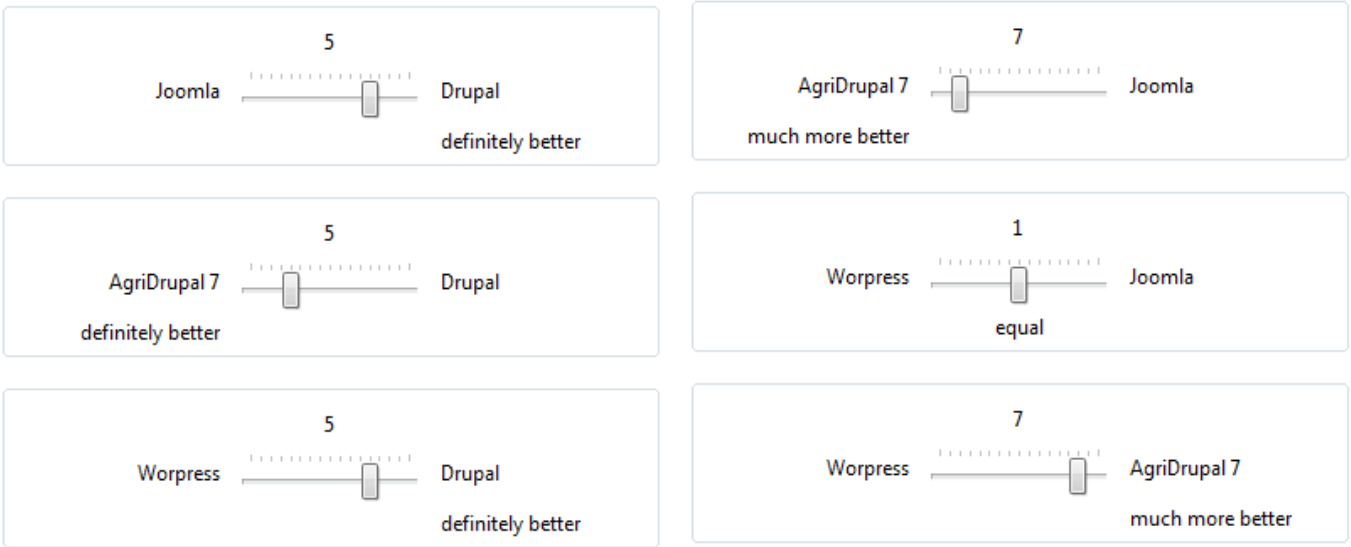 5
Joomla Drupal
definitely better
7
AgriDrupal 7 Joomla
much more better
5
AgriDrupal 7 Drupal
definitely better
1
Worpress Joomla
equal
5
Worpress Drupal
definitely better
7
Worpress AgriDrupal 7
much more better